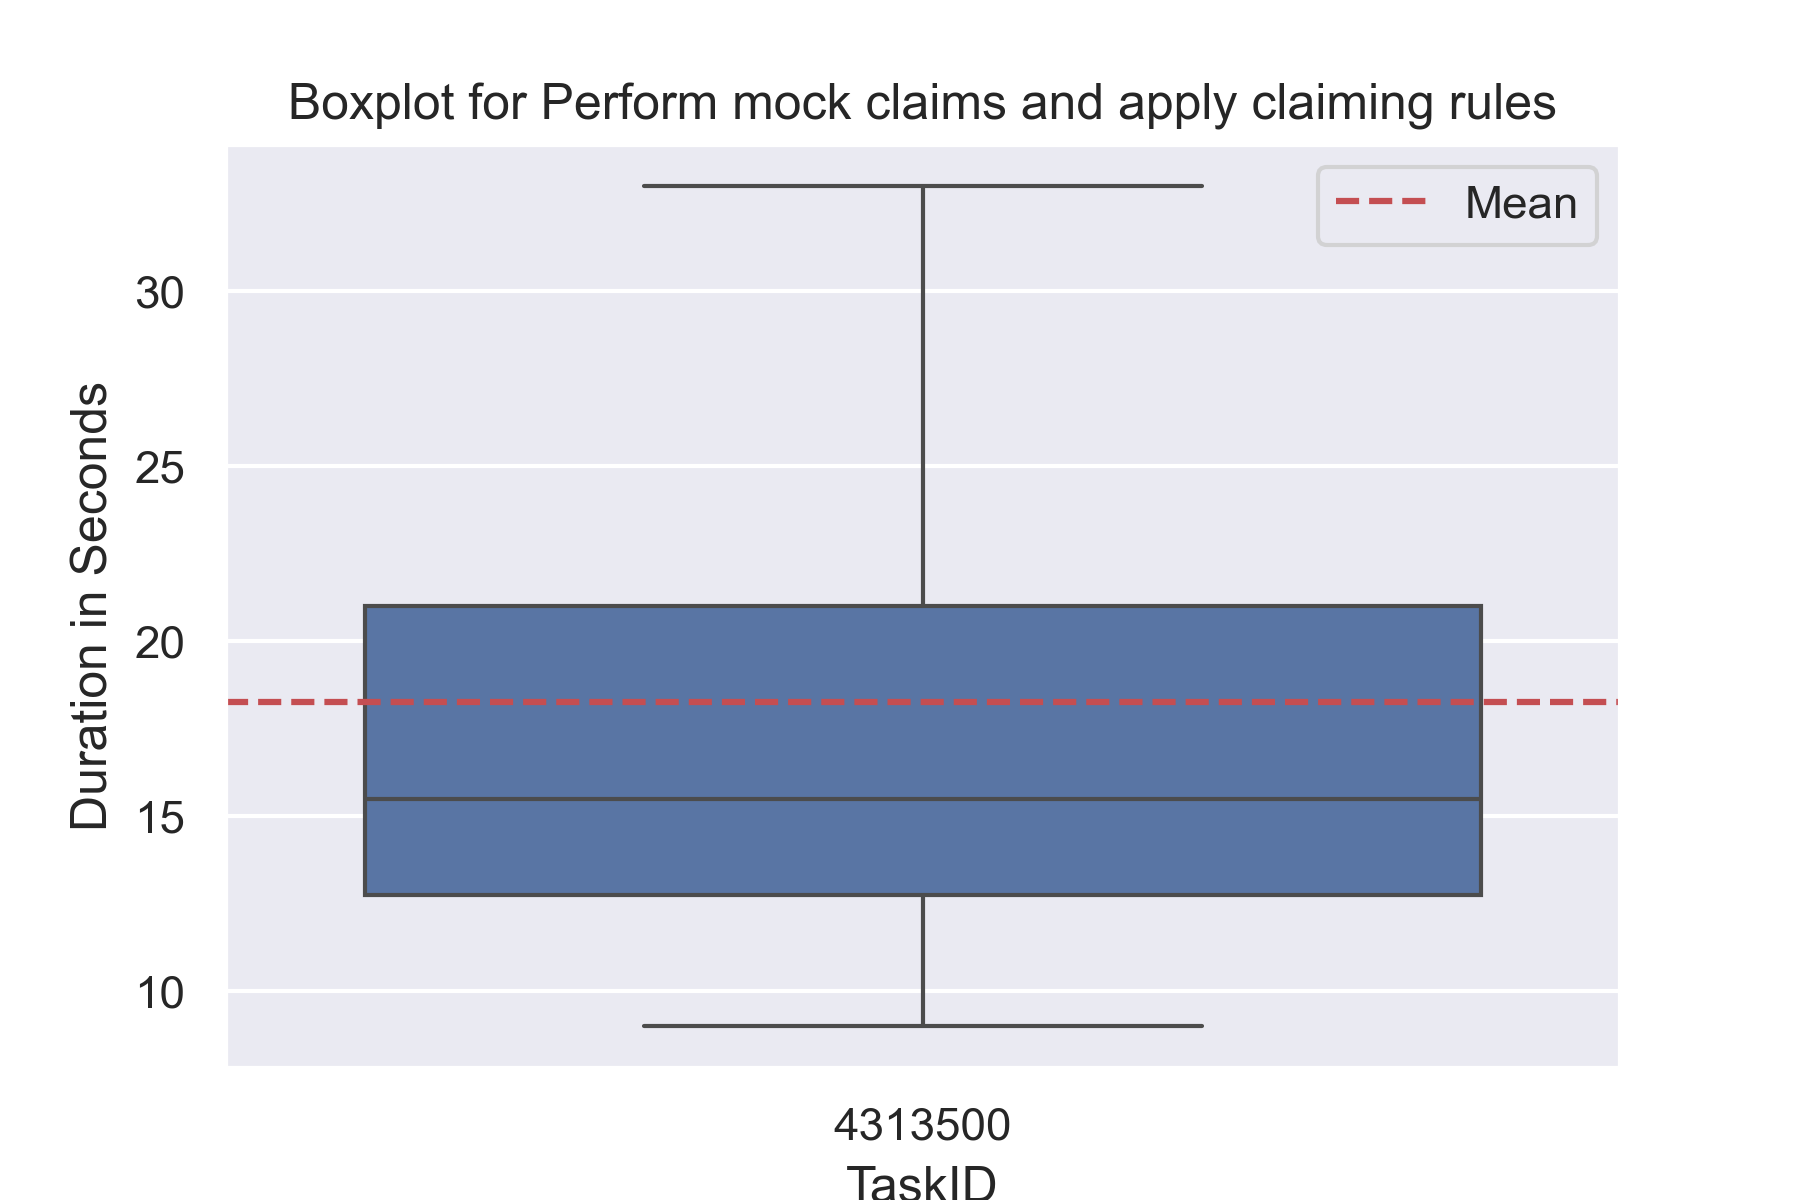 Boxplot for Perform mock claims and apply claiming rules
Mean
30
25
20
15
10
Duration in Seconds
4313500
TaskID